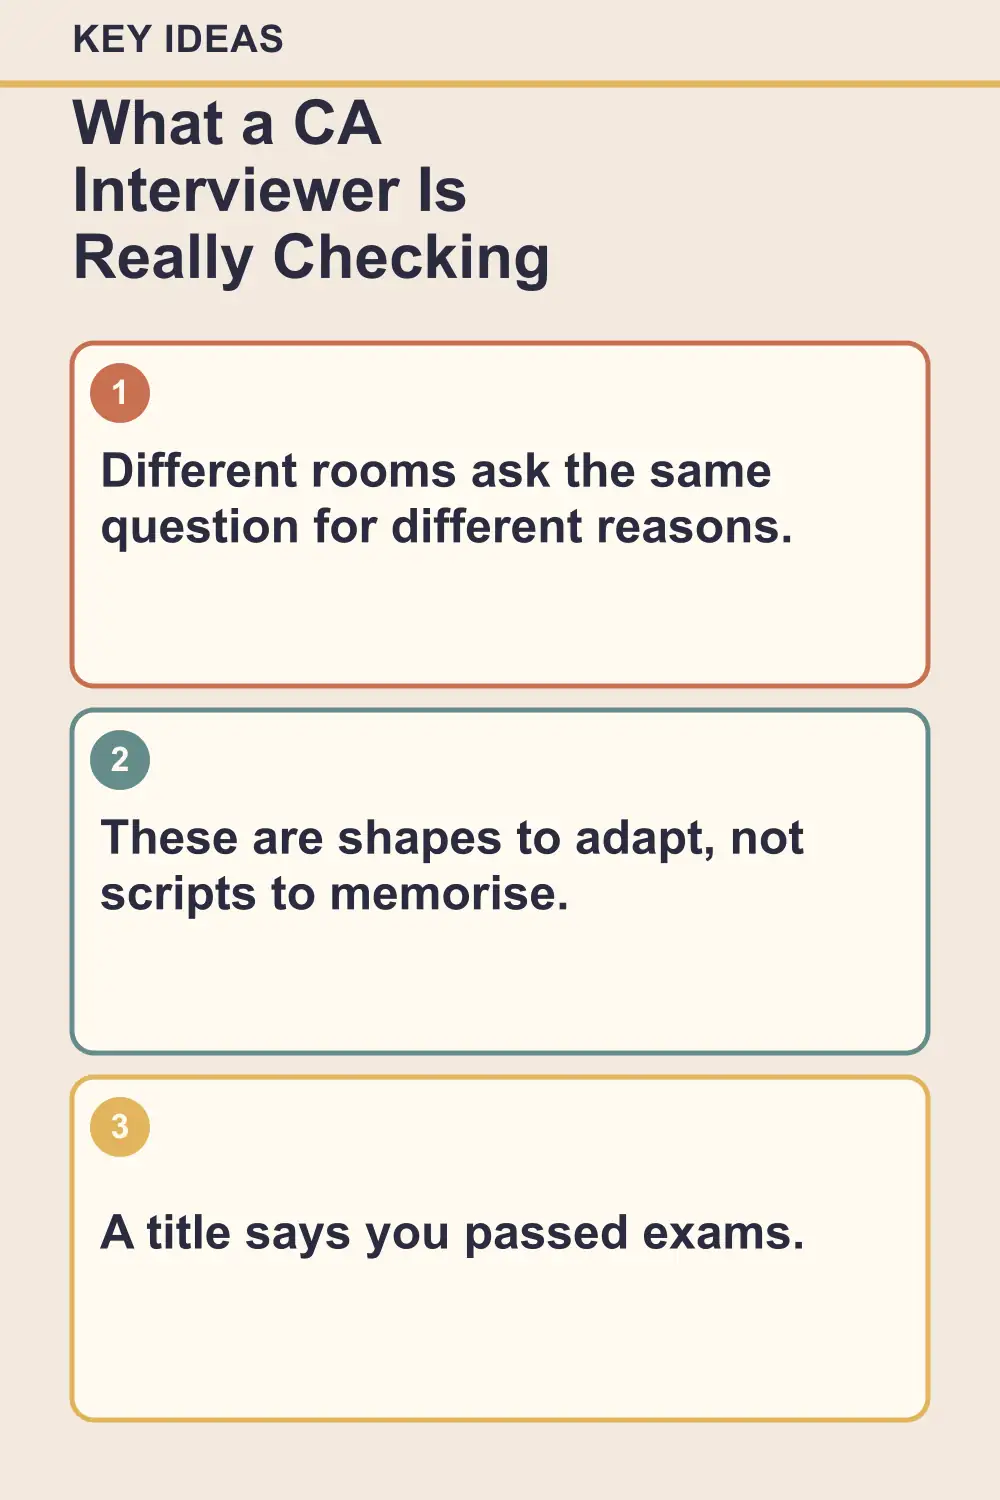 KEY IDEAS
What a CA
Interviewer Is
Really Checking
1
Different rooms ask the same
question for different reasons.
2
These are shapes to adapt, not
scripts to memorise.
3
A title says you passed exams.